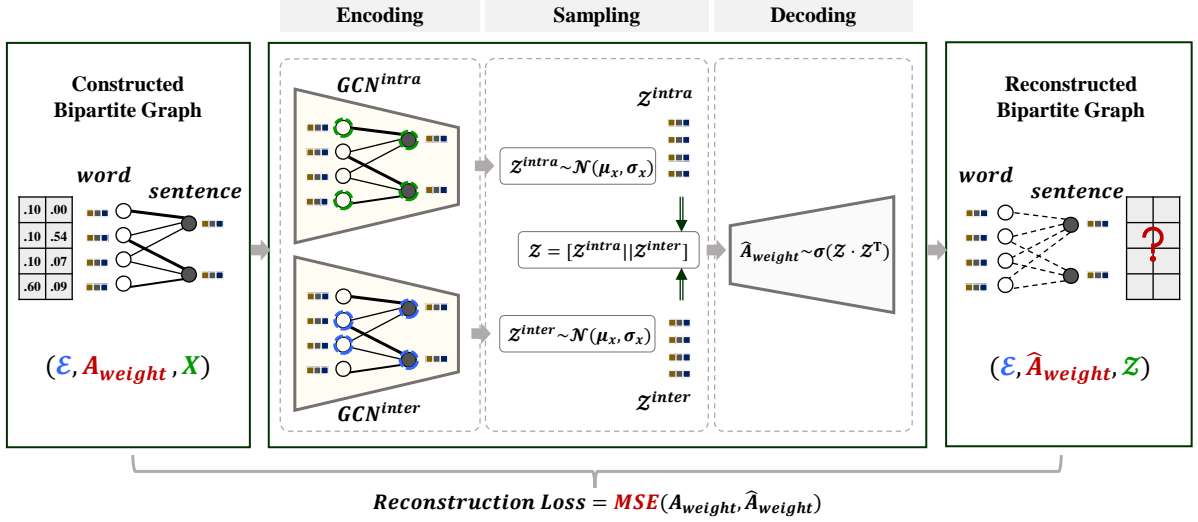 Encoding Sampling Decoding
Constructed
Bipartite Graph
word
sentence
.10 .00
.10 .54
.10 .07
.60 .09
(ℰ, A_weight, X)
GCN^intra
GCN^inter
𝒵^intra
𝒵^intra~𝒩(μ_x, σ_x)
𝒵 = [𝒵^intra||𝒵^inter]
𝒵^inter~𝒩(μ_x, σ_x)
𝒵^inter
Â_weight~σ(𝒵 · 𝒵^T)
Reconstructed
Bipartite Graph
word
sentence
?
(ℰ, Â_weight, 𝒵)
Reconstruction Loss = MSE(A_weight, Â_weight)